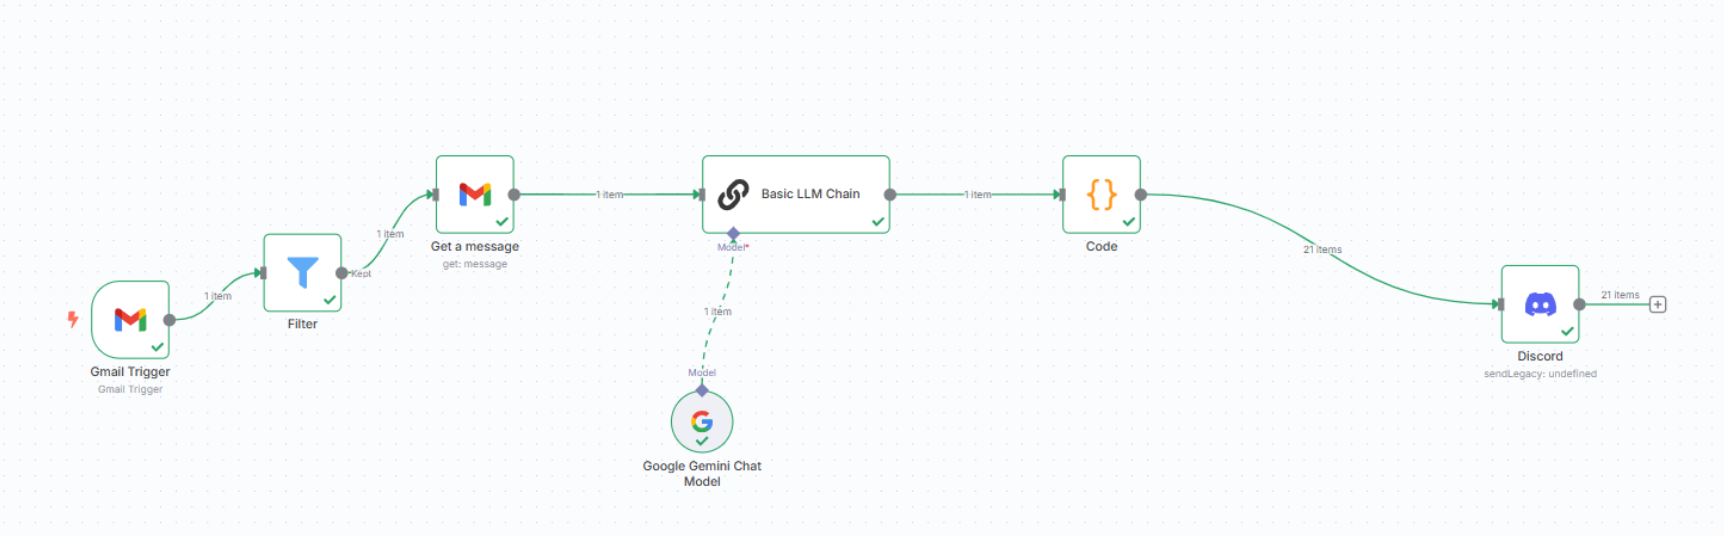 Gmail Trigger
Gmail Trigger
1 item
Filter
Kept
1 item
Get a message
get: message
1 item
Basic LLM Chain
Model*
1 item
Model
Google Gemini Chat
Model
1 item
Code
21 items
Discord
sendLegacy: undefined
21 items